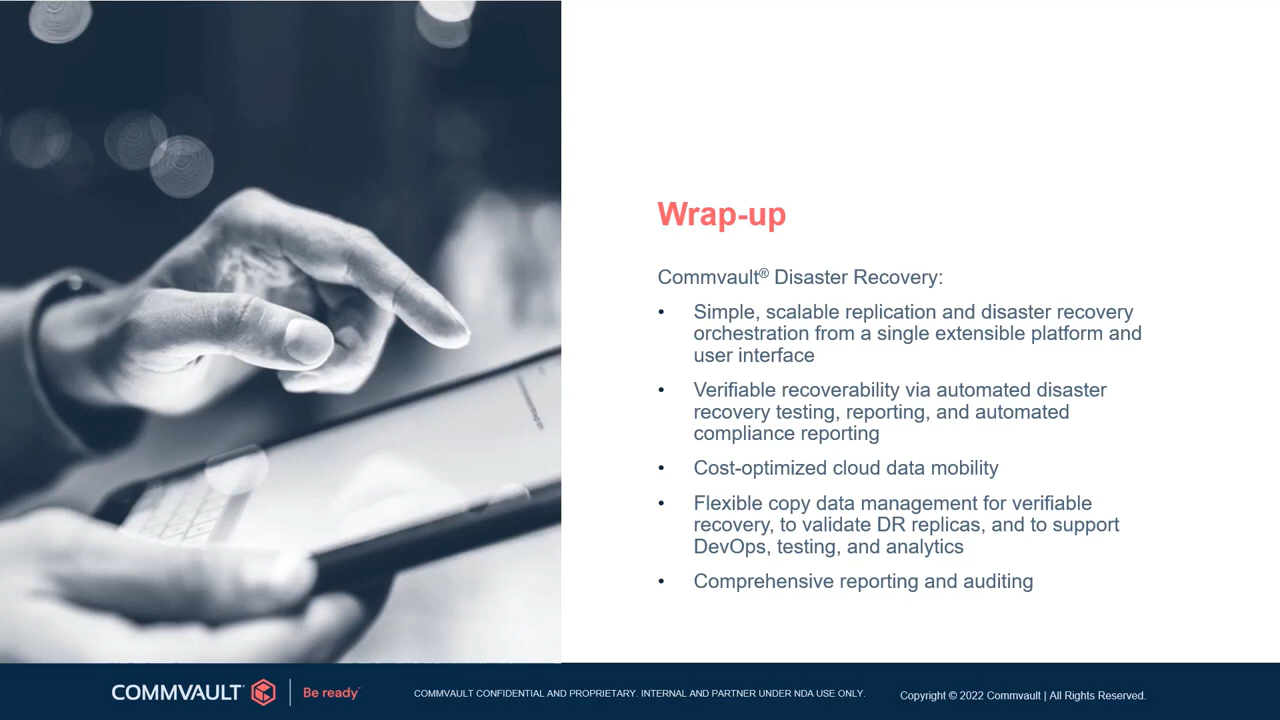 Wrap-up
Commvault® Disaster Recovery:
• Simple, scalable replication and disaster recovery
orchestration from a single extensible platform and
user interface
• Verifiable recoverability via automated disaster
recovery testing, reporting, and automated
compliance reporting
• Cost-optimized cloud data mobility
• Flexible copy data management for verifiable
recovery, to validate DR replicas, and to support
DevOps, testing, and analytics
• Comprehensive reporting and auditing
COMMVAULT Be ready
COMMVAULT CONFIDENTIAL AND PROPRIETARY. INTERNAL AND PARTNER UNDER NDA USE ONLY.
Copyright © 2022 Commvault | All Rights Reserved.